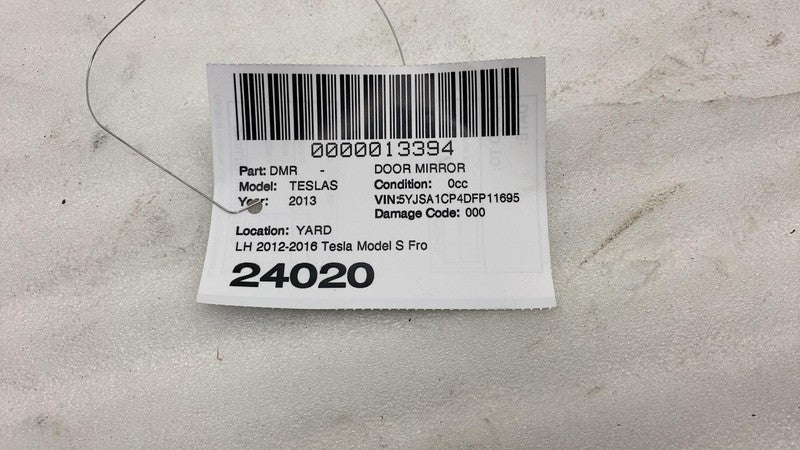 0000013394
Part: DMR - DOOR MIRROR
Model: TESLAS Condition: 0cc
Year: 2013 VIN:5YJSA1CP4DFP11695
Damage Code: 000
Location: YARD
LH 2012-2016 Tesla Model S Fro
24020